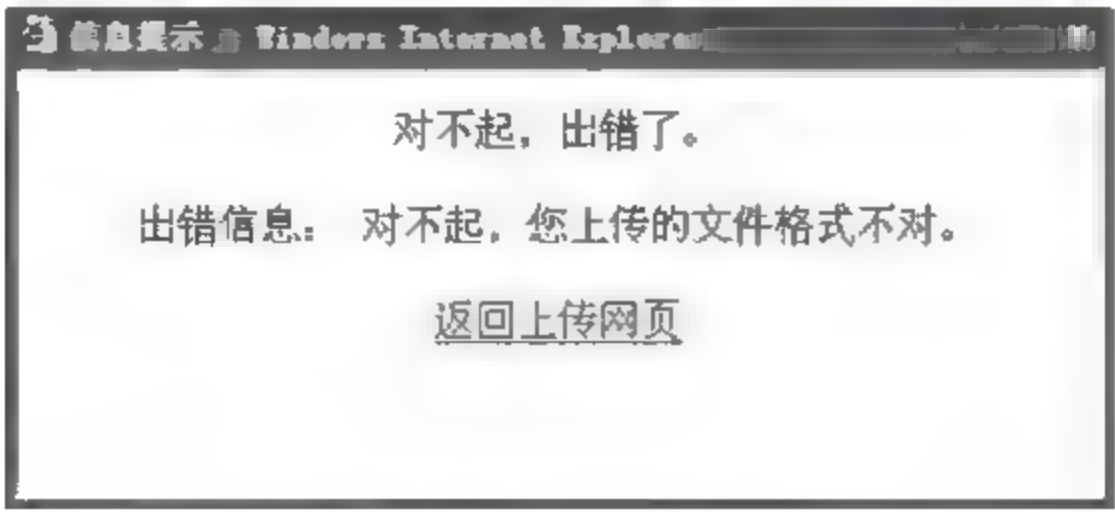 信息提示 - Windows Internet Explorer
对不起，出错了。
出错信息： 对不起，您上传的文件格式不对。
返回上传网页